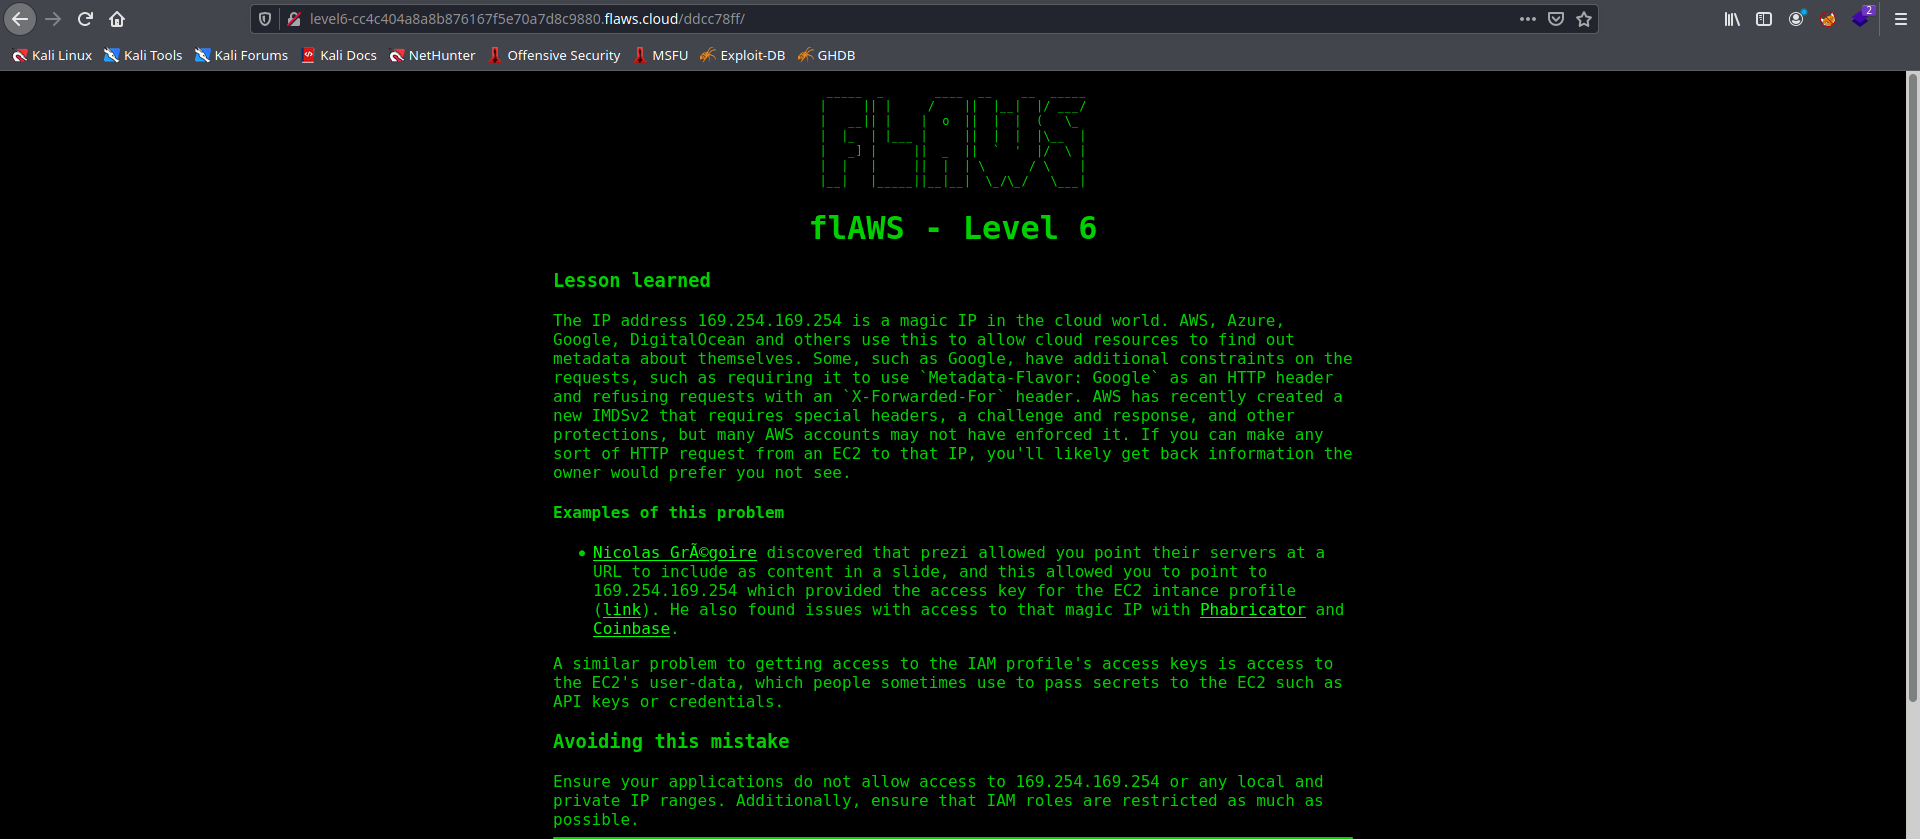 level6-cc4c404a8a8b876167f5e70a7d8c9880.flaws.cloud/ddcc78ff/
2
Kali Linux Kali Tools Kali Forums Kali Docs NetHunter Offensive Security MSFU Exploit-DB GHDB
FLAWS
flAWS - Level 6
Lesson learned
The IP address 169.254.169.254 is a magic IP in the cloud world. AWS, Azure,
Google, DigitalOcean and others use this to allow cloud resources to find out
metadata about themselves. Some, such as Google, have additional constraints on the
requests, such as requiring it to use `Metadata-Flavor: Google` as an HTTP header
and refusing requests with an `X-Forwarded-For` header. AWS has recently created a
new IMDSv2 that requires special headers, a challenge and response, and other
protections, but many AWS accounts may not have enforced it. If you can make any
sort of HTTP request from an EC2 to that IP, you'll likely get back information the
owner would prefer you not see.
Examples of this problem
• Nicolas GrÃ©goire discovered that prezi allowed you point their servers at a
URL to include as content in a slide, and this allowed you to point to
169.254.169.254 which provided the access key for the EC2 intance profile
(link). He also found issues with access to that magic IP with Phabricator and
Coinbase.
A similar problem to getting access to the IAM profile's access keys is access to
the EC2's user-data, which people sometimes use to pass secrets to the EC2 such as
API keys or credentials.
Avoiding this mistake
Ensure your applications do not allow access to 169.254.169.254 or any local and
private IP ranges. Additionally, ensure that IAM roles are restricted as much as
possible.